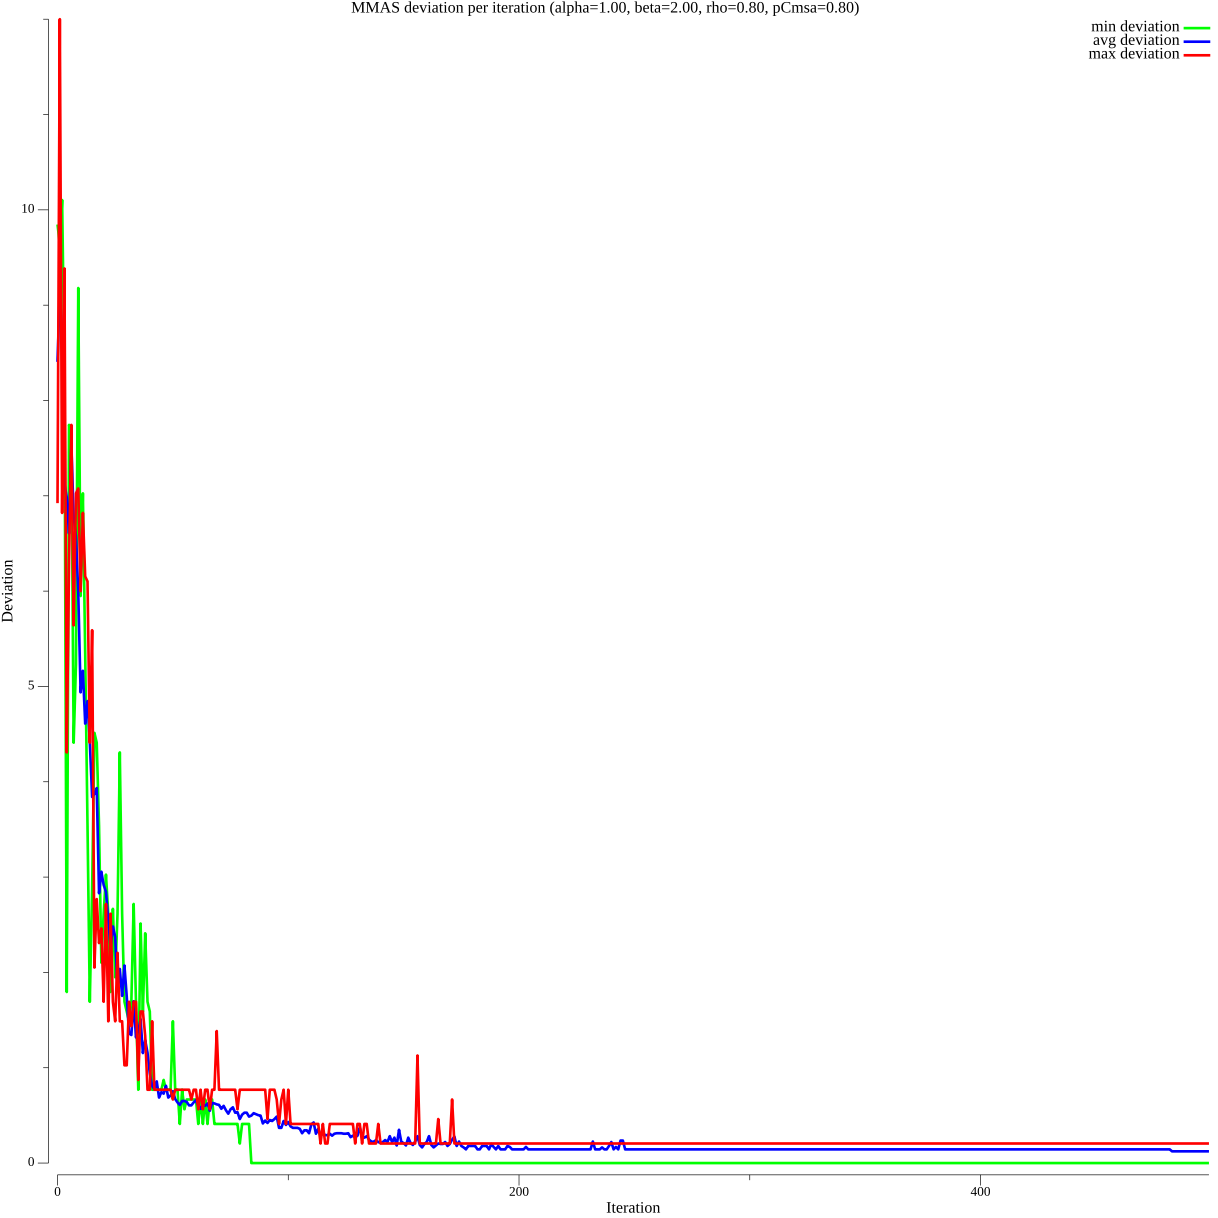 MMAS deviation per iteration (alpha=1.00, beta=2.00, rho=0.80, pCmsa=0.80)
min deviation
avg deviation
max deviation
10
5
0
Deviation
0
200
400
Iteration